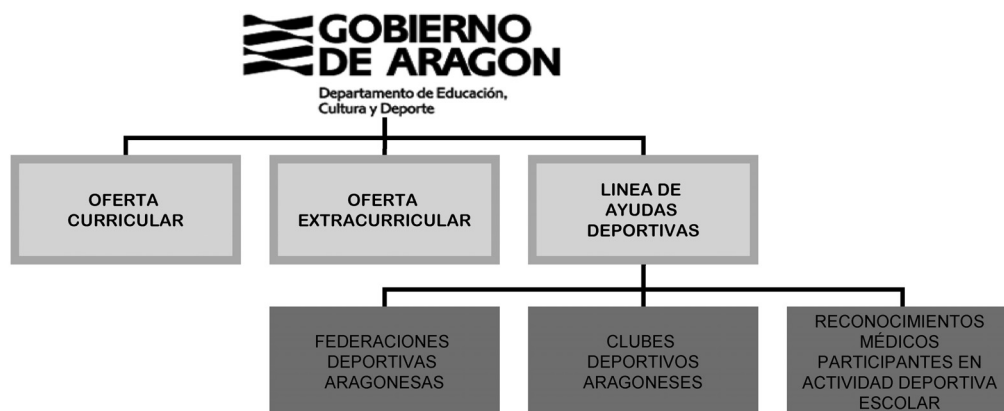 GOBIERNO
DE ARAGON
Departamento de Educación,
Cultura y Deporte
OFERTA
CURRICULAR
OFERTA
EXTRACURRICULAR
LINEA DE
AYUDAS
DEPORTIVAS
FEDERACIONES
DEPORTIVAS
ARAGONESAS
CLUBES
DEPORTIVOS
ARAGONESES
RECONOCIMIENTOS
MÉDICOS
PARTICIPANTES EN
ACTIVIDAD DEPORTIVA
ESCOLAR